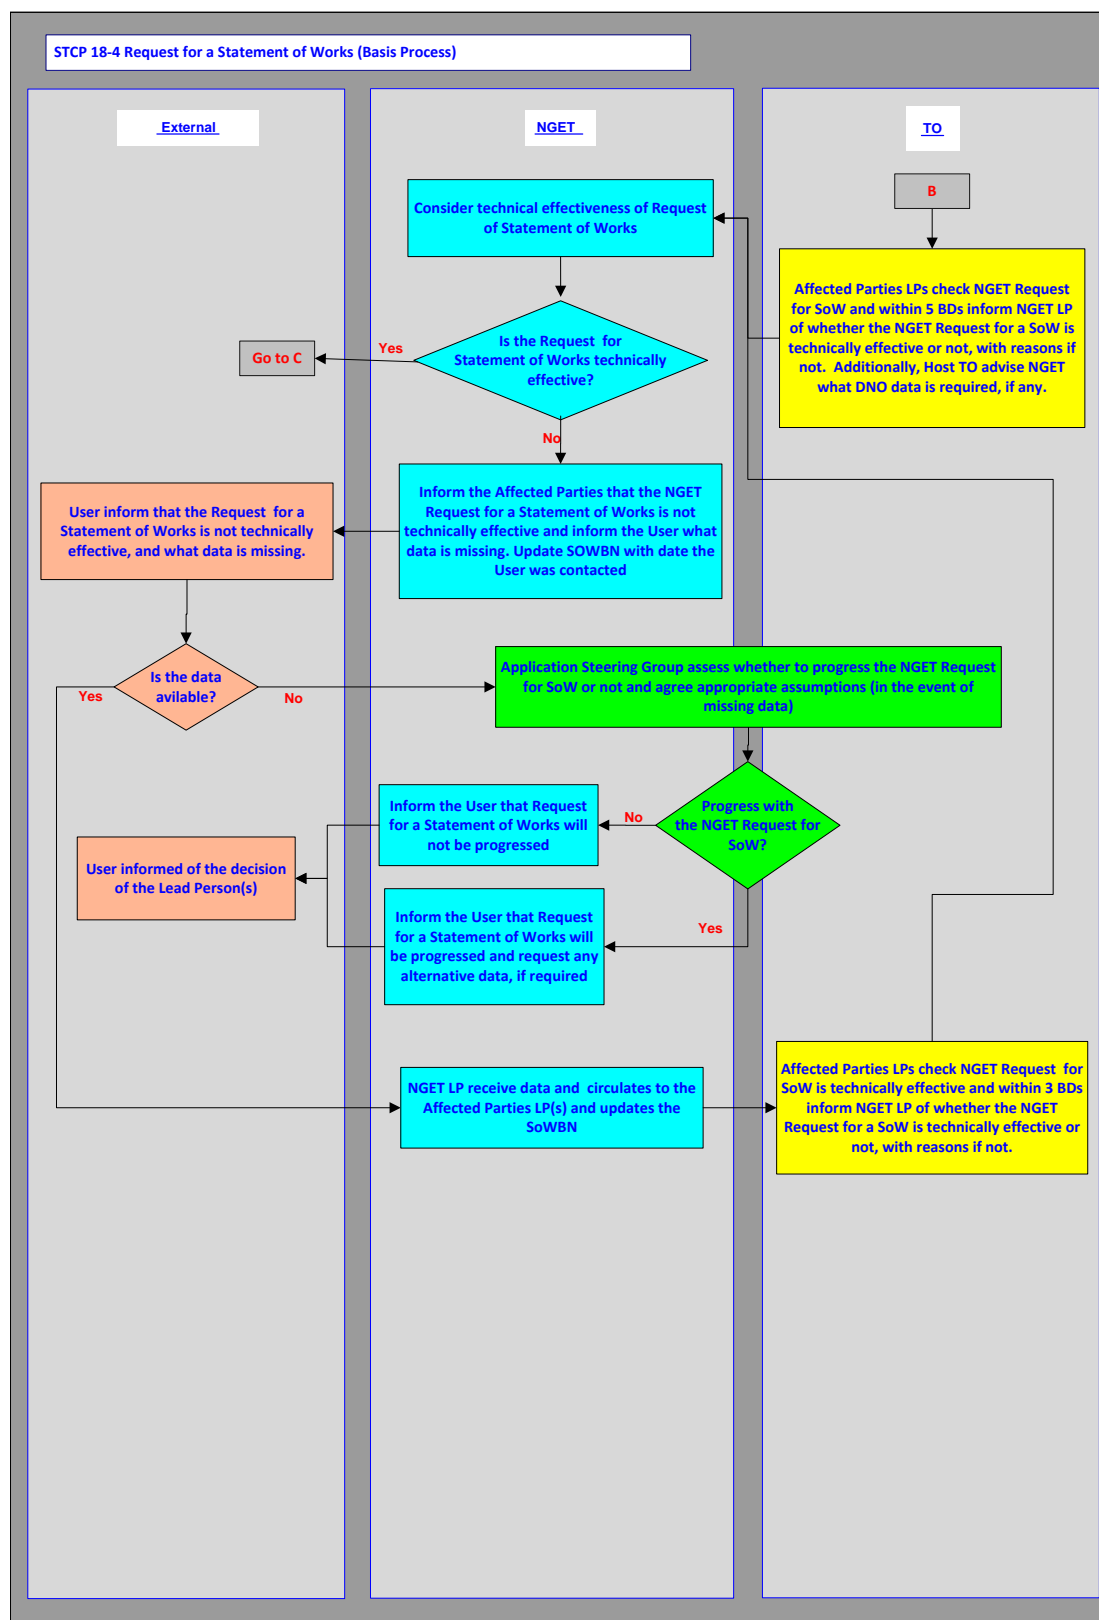 STCP 18-4 Request for a Statement of Works (Basis Process)
External
NGET
TO
B
Consider technical effectiveness of Request
of Statement of Works
Affected Parties LPs check NGET Request
for SoW and within 5 BDs inform NGET LP
of whether the NGET Request for a SoW is
technically effective or not, with reasons if
not.  Additionally, Host TO advise NGET
what DNO data is required, if any.
Is the Request  for
Statement of Works technically
effective?
Yes
Go to C
No
Inform the Affected Parties that the NGET
Request for a Statement of Works is not
technically effective and inform the User what
data is missing. Update SOWBN with date the
User was contacted
User inform that the Request  for a
Statement of Works is not technically
effective, and what data is missing.
Is the data
avilable?
Yes
No
Application Steering Group assess whether to progress the NGET Request
for SoW or not and agree appropriate assumptions (in the event of
missing data)
Progress with
the NGET Request for
SoW?
No
Inform the User that Request
for a Statement of Works will
not be progressed
User informed of the decision
of the Lead Person(s)
Yes
Inform the User that Request
for a Statement of Works will
be progressed and request any
alternative data, if required
NGET LP receive data and  circulates to the
Affected Parties LP(s) and updates the
SoWBN
Affected Parties LPs check NGET Request  for
SoW is technically effective and within 3 BDs
inform NGET LP of whether the NGET
Request for a SoW is technically effective or
not, with reasons if not.